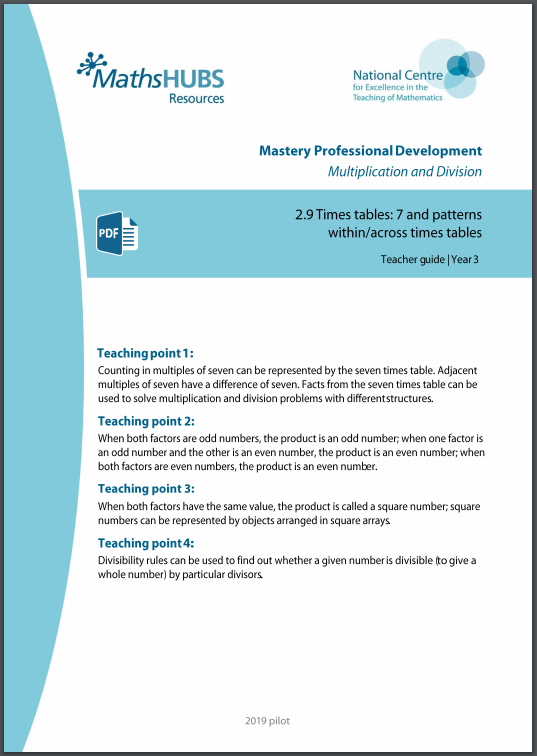 MathsHUBS
Resources
National Centre
for Excellence in the
Teaching of Mathematics
Mastery Professional Development
Multiplication and Division
PDF
2.9 Times tables: 7 and patterns
within/across times tables
Teacher guide | Year 3
Teaching point 1:
Counting in multiples of seven can be represented by the seven times table. Adjacent
multiples of seven have a difference of seven. Facts from the seven times table can be
used to solve multiplication and division problems with different structures.
Teaching point 2:
When both factors are odd numbers, the product is an odd number; when one factor is
an odd number and the other is an even number, the product is an even number; when
both factors are even numbers, the product is an even number.
Teaching point 3:
When both factors have the same value, the product is called a square number; square
numbers can be represented by objects arranged in square arrays.
Teaching point 4:
Divisibility rules can be used to find out whether a given number is divisible (to give a
whole number) by particular divisors.
2019 pilot